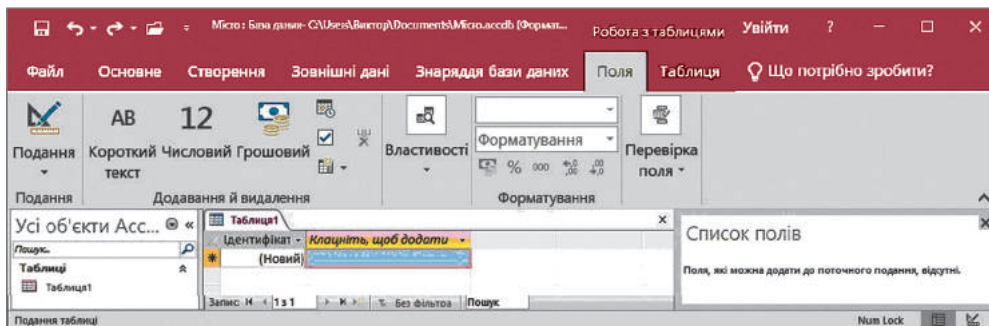 Місто : База даних- C:\Users\Виктор\Documents\Місто.accdb (Формат...
Робота з таблицями
Увійти ?
Файл Основне Створення Зовнішні дані Знаряддя бази даних Поля Таблиця Що потрібно зробити?
AB 12
Подання Короткий текст Числовий Грошовий Властивості Форматування Перевірка поля
% 000
Подання Додавання й видалення Форматування
Усі об'єкти Acc... «
Таблиця1
Список полів
Пошук...
Ідентифікат Клацніть, щоб додати
Таблиці
(Новий)
Поля, які можна додати до поточного подання, відсутні.
Таблиця1
Запис: 1 з 1 Без фільтра Пошук
Подання таблиці Num Lock